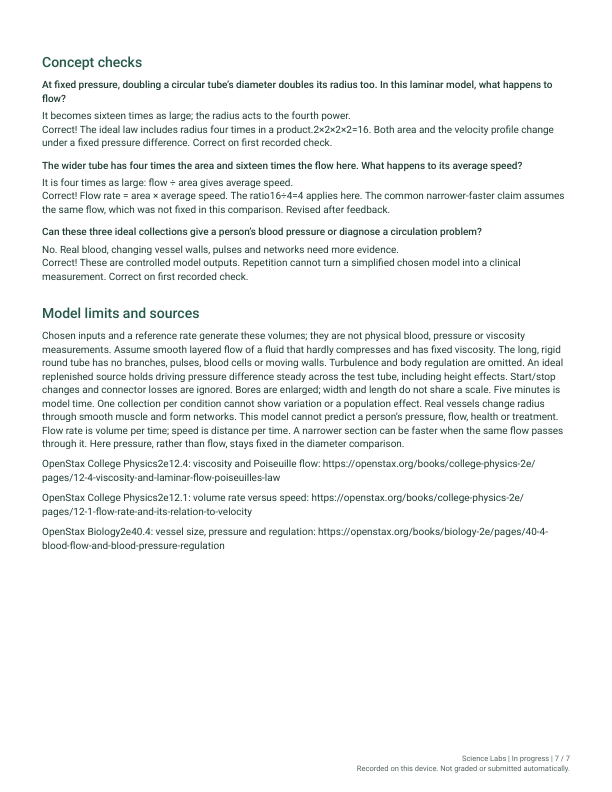 Concept checks
At fixed pressure, doubling a circular tube's diameter doubles its radius too. In this laminar model, what happens to
flow?
It becomes sixteen times as large; the radius acts to the fourth power.
Correct! The ideal law includes radius four times in a product.2×2×2×2=16. Both area and the velocity profile change
under a fixed pressure difference. Correct on first recorded check.
The wider tube has four times the area and sixteen times the flow here. What happens to its average speed?
It is four times as large: flow ÷ area gives average speed.
Correct! Flow rate = area × average speed. The ratio16÷4=4 applies here. The common narrower-faster claim assumes
the same flow, which was not fixed in this comparison. Revised after feedback.
Can these three ideal collections give a person's blood pressure or diagnose a circulation problem?
No. Real blood, changing vessel walls, pulses and networks need more evidence.
Correct! These are controlled model outputs. Repetition cannot turn a simplified chosen model into a clinical
measurement. Correct on first recorded check.
Model limits and sources
Chosen inputs and a reference rate generate these volumes; they are not physical blood, pressure or viscosity
measurements. Assume smooth layered flow of a fluid that hardly compresses and has fixed viscosity. The long, rigid
round tube has no branches, pulses, blood cells or moving walls. Turbulence and body regulation are omitted. An ideal
replenished source holds driving pressure difference steady across the test tube, including height effects. Start/stop
changes and connector losses are ignored. Bores are enlarged; width and length do not share a scale. Five minutes is
model time. One collection per condition cannot show variation or a population effect. Real vessels change radius
through smooth muscle and form networks. This model cannot predict a person's pressure, flow, health or treatment.
Flow rate is volume per time; speed is distance per time. A narrower section can be faster when the same flow passes
through it. Here pressure, rather than flow, stays fixed in the diameter comparison.
OpenStax College Physics2e12.4: viscosity and Poiseuille flow: https://openstax.org/books/college-physics-2e/
pages/12-4-viscosity-and-laminar-flow-poiseuilles-law
OpenStax College Physics2e12.1: volume rate versus speed: https://openstax.org/books/college-physics-2e/
pages/12-1-flow-rate-and-its-relation-to-velocity
OpenStax Biology2e40.4: vessel size, pressure and regulation: https://openstax.org/books/biology-2e/pages/40-4-
blood-flow-and-blood-pressure-regulation
Science Labs | In progress | 7 / 7
Recorded on this device. Not graded or submitted automatically.